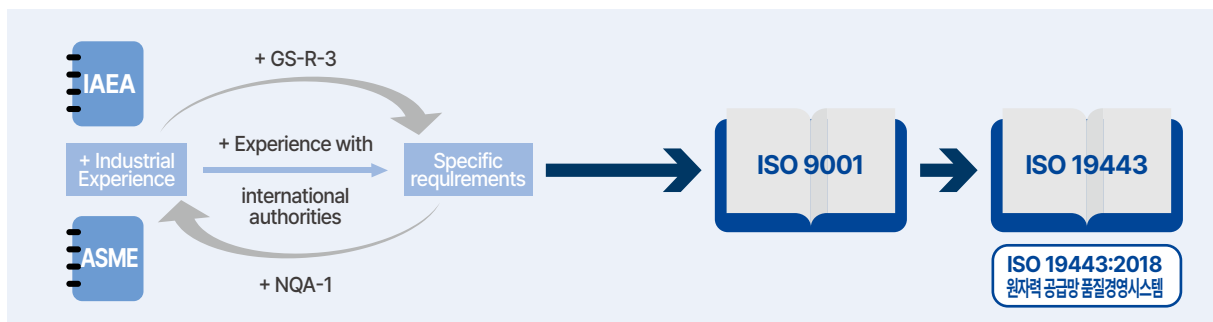 IAEA
+ GS-R-3
+ Industrial
Experience
+ Experience with
international
authorities
Specific
requirements
ASME
+ NQA-1
ISO 9001
ISO 19443
ISO 19443:2018
원자력 공급망 품질경영시스템